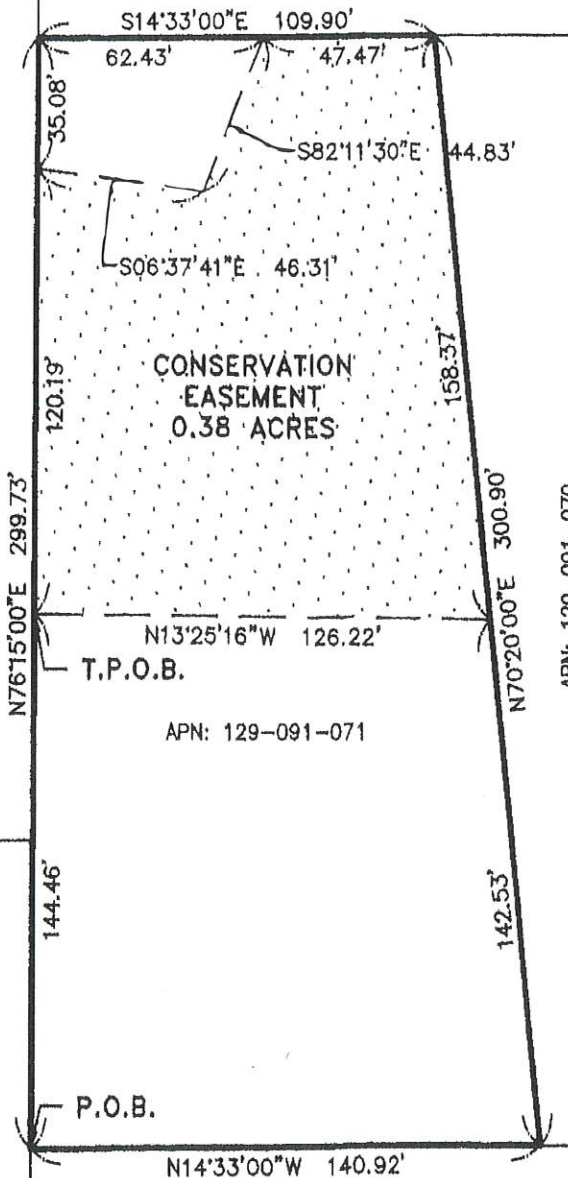 S14°33'00"E 109.90'
62.43'
47.47'
35.08'
S82°11'30"E 44.83'
S06°37'41"E 46.31'
CONSERVATION
EASEMENT
0.38 ACRES
120.19'
158.37'
N76°15'00"E 299.73'
N70°20'00"E 300.90'
N13°25'16"W 126.22'
T.P.O.B.
APN: 129-091-071
144.46'
142.53'
P.O.B.
N14°33'00"W 140.92'